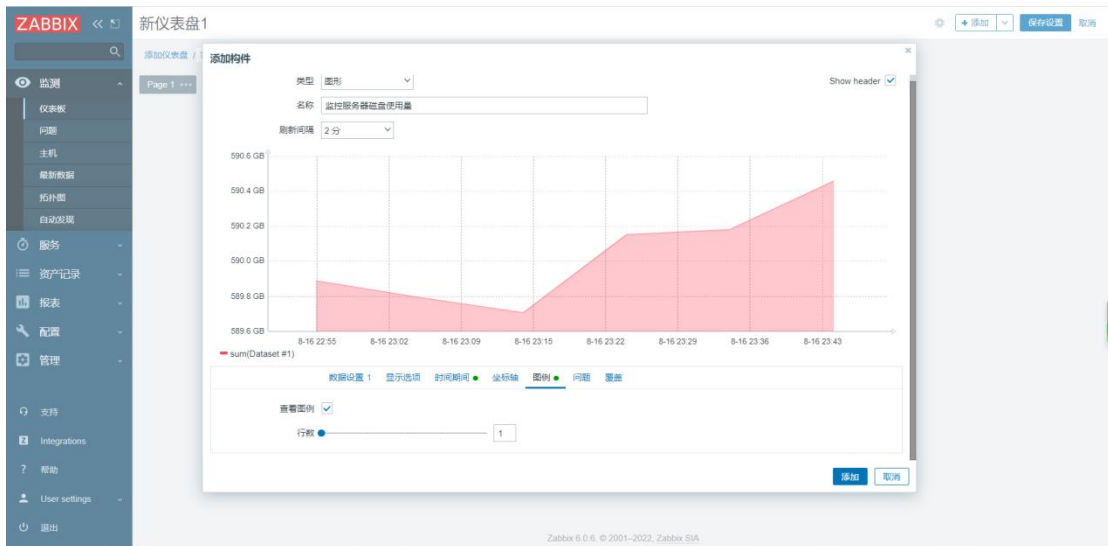 ZABBIX
新仪表盘1
+ 添加
保存设置
取消
添加仪表盘 /
Page 1
监测
仪表板
问题
主机
最新数据
拓扑图
自动发现
服务
资产记录
报表
配置
管理
支持
Integrations
帮助
User settings
退出
添加构件
类型 图形
Show header
名称 监控服务器磁盘使用量
刷新间隔 2 分
590.6 GB
590.4 GB
590.2 GB
590.0 GB
589.8 GB
589.6 GB
8-16 22:55 8-16 23:02 8-16 23:09 8-16 23:15 8-16 23:22 8-16 23:29 8-16 23:36 8-16 23:43
sum(Dataset #1)
数据设置 1 显示选项 时间期间 坐标轴 图例 问题 覆盖
查看图例
行数 1
添加 取消
Zabbix 6.0.6. © 2001–2022, Zabbix SIA